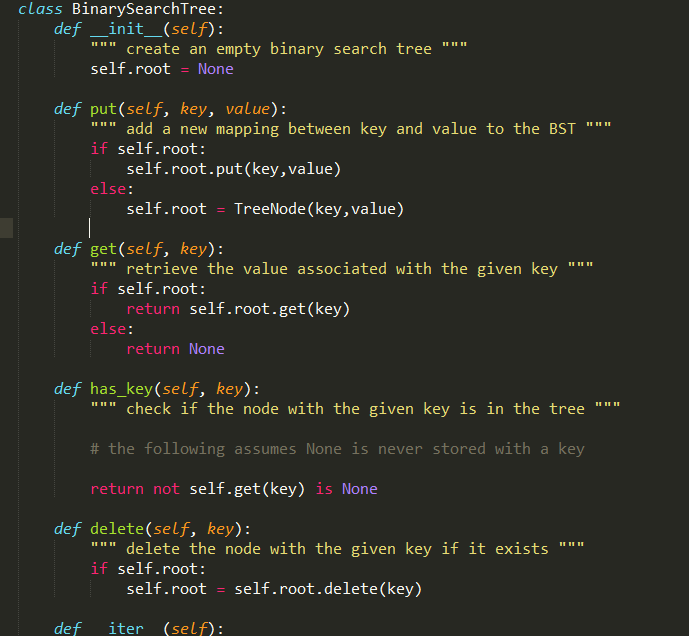 class BinarySearchTree:
    def __init__(self):
        """ create an empty binary search tree """
        self.root = None

    def put(self, key, value):
        """ add a new mapping between key and value to the BST """
        if self.root:
            self.root.put(key,value)
        else:
            self.root = TreeNode(key,value)

    def get(self, key):
        """ retrieve the value associated with the given key """
        if self.root:
            return self.root.get(key)
        else:
            return None

    def has_key(self, key):
        """ check if the node with the given key is in the tree """

        # the following assumes None is never stored with a key

        return not self.get(key) is None

    def delete(self, key):
        """ delete the node with the given key if it exists """
        if self.root:
            self.root = self.root.delete(key)

    def __iter__(self):